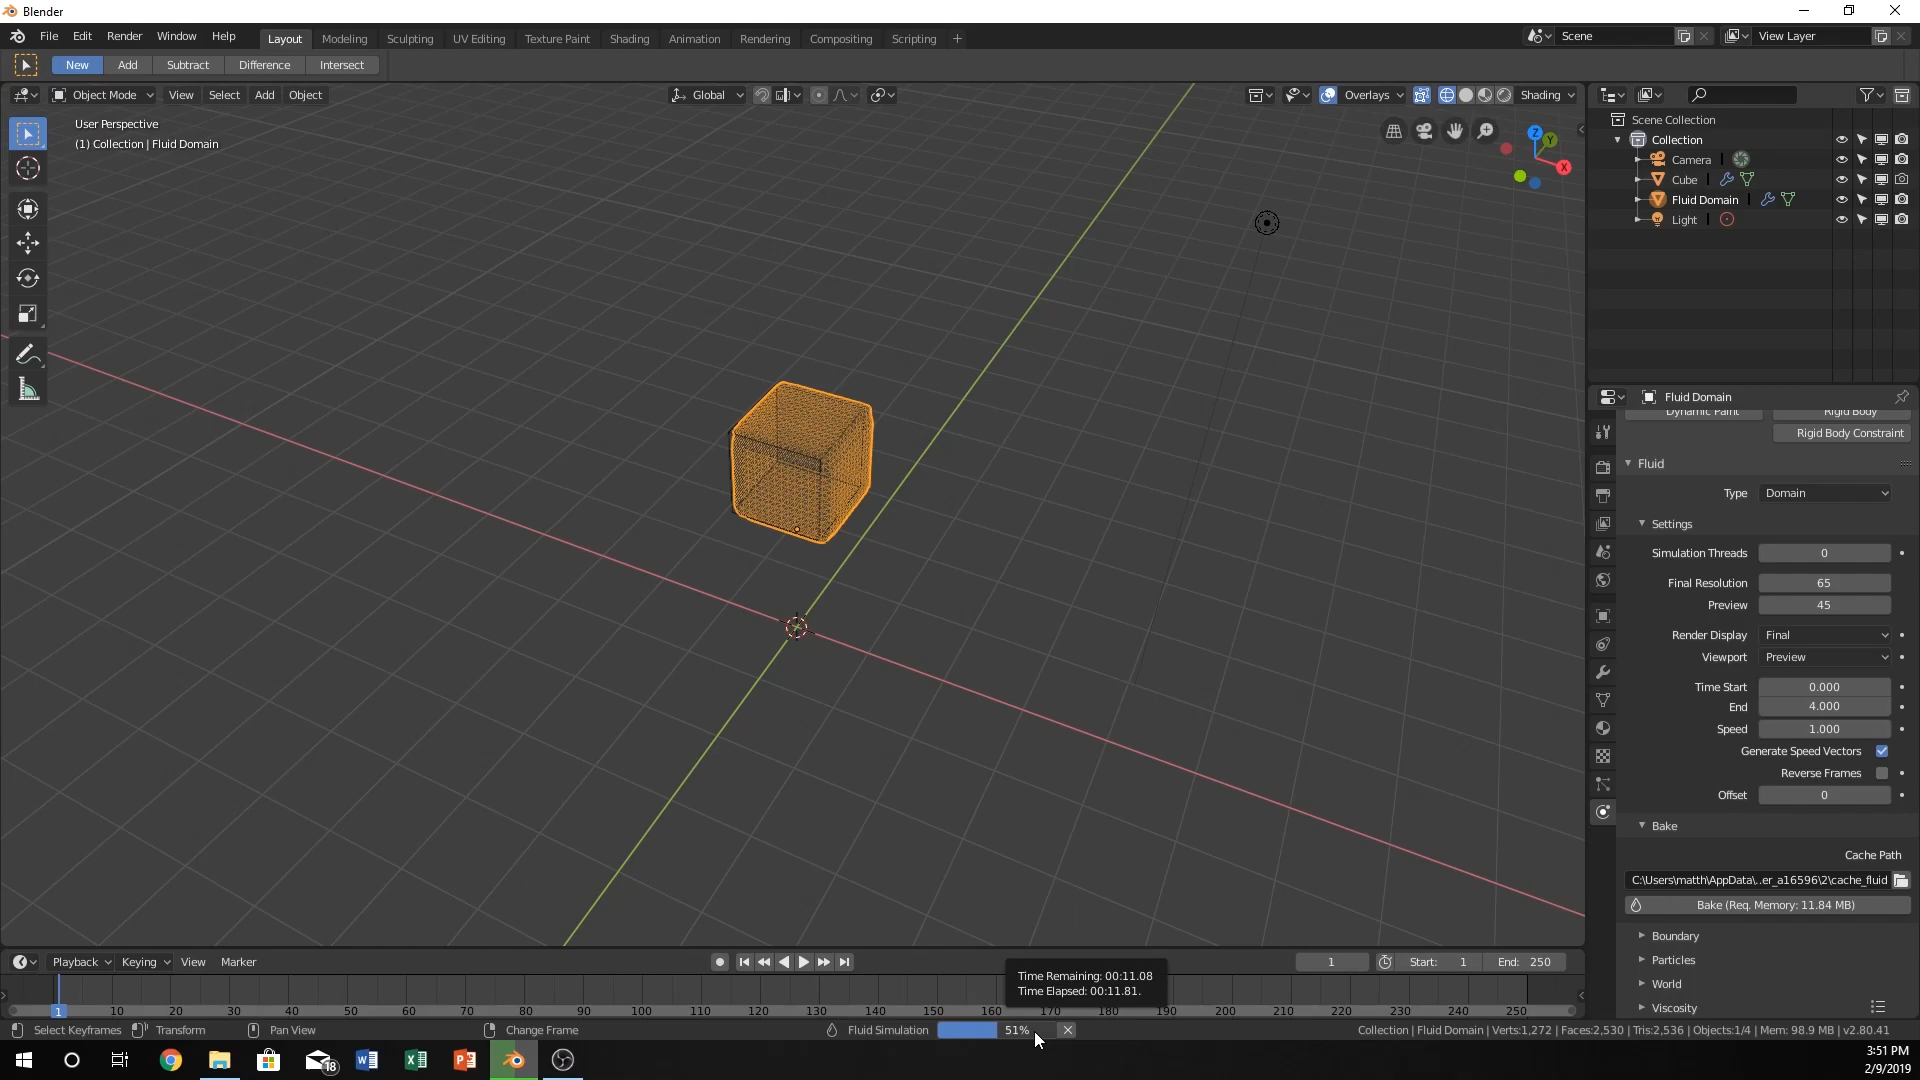 Blender
File Edit Render Window Help Layout Modeling Sculpting UV Editing Texture Paint Shading Animation Rendering Compositing Scripting + Scene View Layer
New Add Subtract Difference Intersect
Object Mode View Select Add Object Global Overlays Shading
User Perspective
(1) Collection | Fluid Domain
Z
Y
X
Scene Collection
Collection
Camera
Cube
Fluid Domain
Light
Fluid Domain
Dynamic Paint Rigid Body
Rigid Body Constraint
Fluid
Type Domain
Settings
Simulation Threads 0
Final Resolution 65
Preview 45
Render Display Final
Viewport Preview
Time Start 0.000
End 4.000
Speed 1.000
Generate Speed Vectors
Reverse Frames
Offset 0
Bake
Cache Path
C:\Users\matth\AppData\..er_a16596\2\cache_fluid
Bake (Req. Memory: 11.84 MB)
Boundary
Particles
World
Viscosity
Playback Keying View Marker 1 Start: 1 End: 250
Time Remaining: 00:11.08
Time Elapsed: 00:11.81.
1 10 20 30 40 50 60 70 80 90 100 110 120 130 140 150 160 170 180 190 200 210 220 230 240 250
Select Keyframes Transform Pan View Change Frame Fluid Simulation 51% Collection | Fluid Domain | Verts:1,272 | Faces:2,530 | Tris:2,536 | Objects:1/4 | Mem: 98.9 MB | v2.80.41
18
3:51 PM
2/9/2019